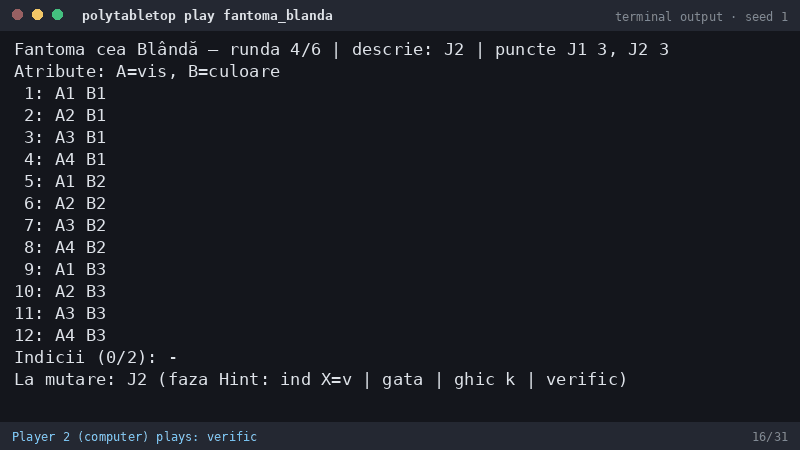 polytabletop play fantoma_blanda
terminal output · seed 1
Fantoma cea Blândă — runda 4/6 | descrie: J2 | puncte J1 3, J2 3
Atribute: A=vis, B=culoare
1: A1 B1
2: A2 B1
3: A3 B1
4: A4 B1
5: A1 B2
6: A2 B2
7: A3 B2
8: A4 B2
9: A1 B3
10: A2 B3
11: A3 B3
12: A4 B3
Indicii (0/2): -
La mutare: J2 (faza Hint: ind X=v | gata | ghic k | verific)
Player 2 (computer) plays: verific
16/31